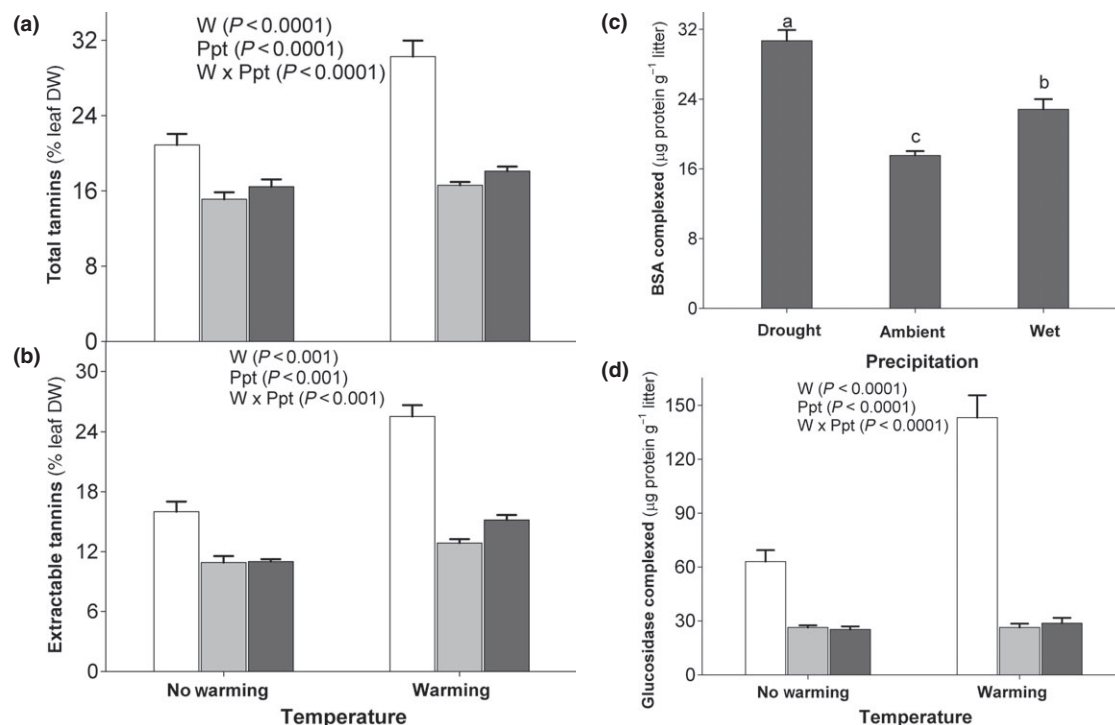 (a)
Total tannins (% leaf DW)
32
24
16
8
0
W (P < 0.0001)
Ppt (P < 0.0001)
W x Ppt (P < 0.0001)
(b)
Extractable tannins (% leaf DW)
30
24
18
12
6
0
W (P < 0.001)
Ppt (P < 0.001)
W x Ppt (P < 0.001)
No warming Warming
Temperature
(c)
BSA complexed (µg protein g⁻¹ litter)
32
24
16
8
0
a
c
b
Drought Ambient Wet
Precipitation
(d)
Glucosidase complexed (µg protein g⁻¹ litter)
150
120
90
60
30
0
W (P < 0.0001)
Ppt (P < 0.0001)
W x Ppt (P < 0.0001)
No warming Warming
Temperature